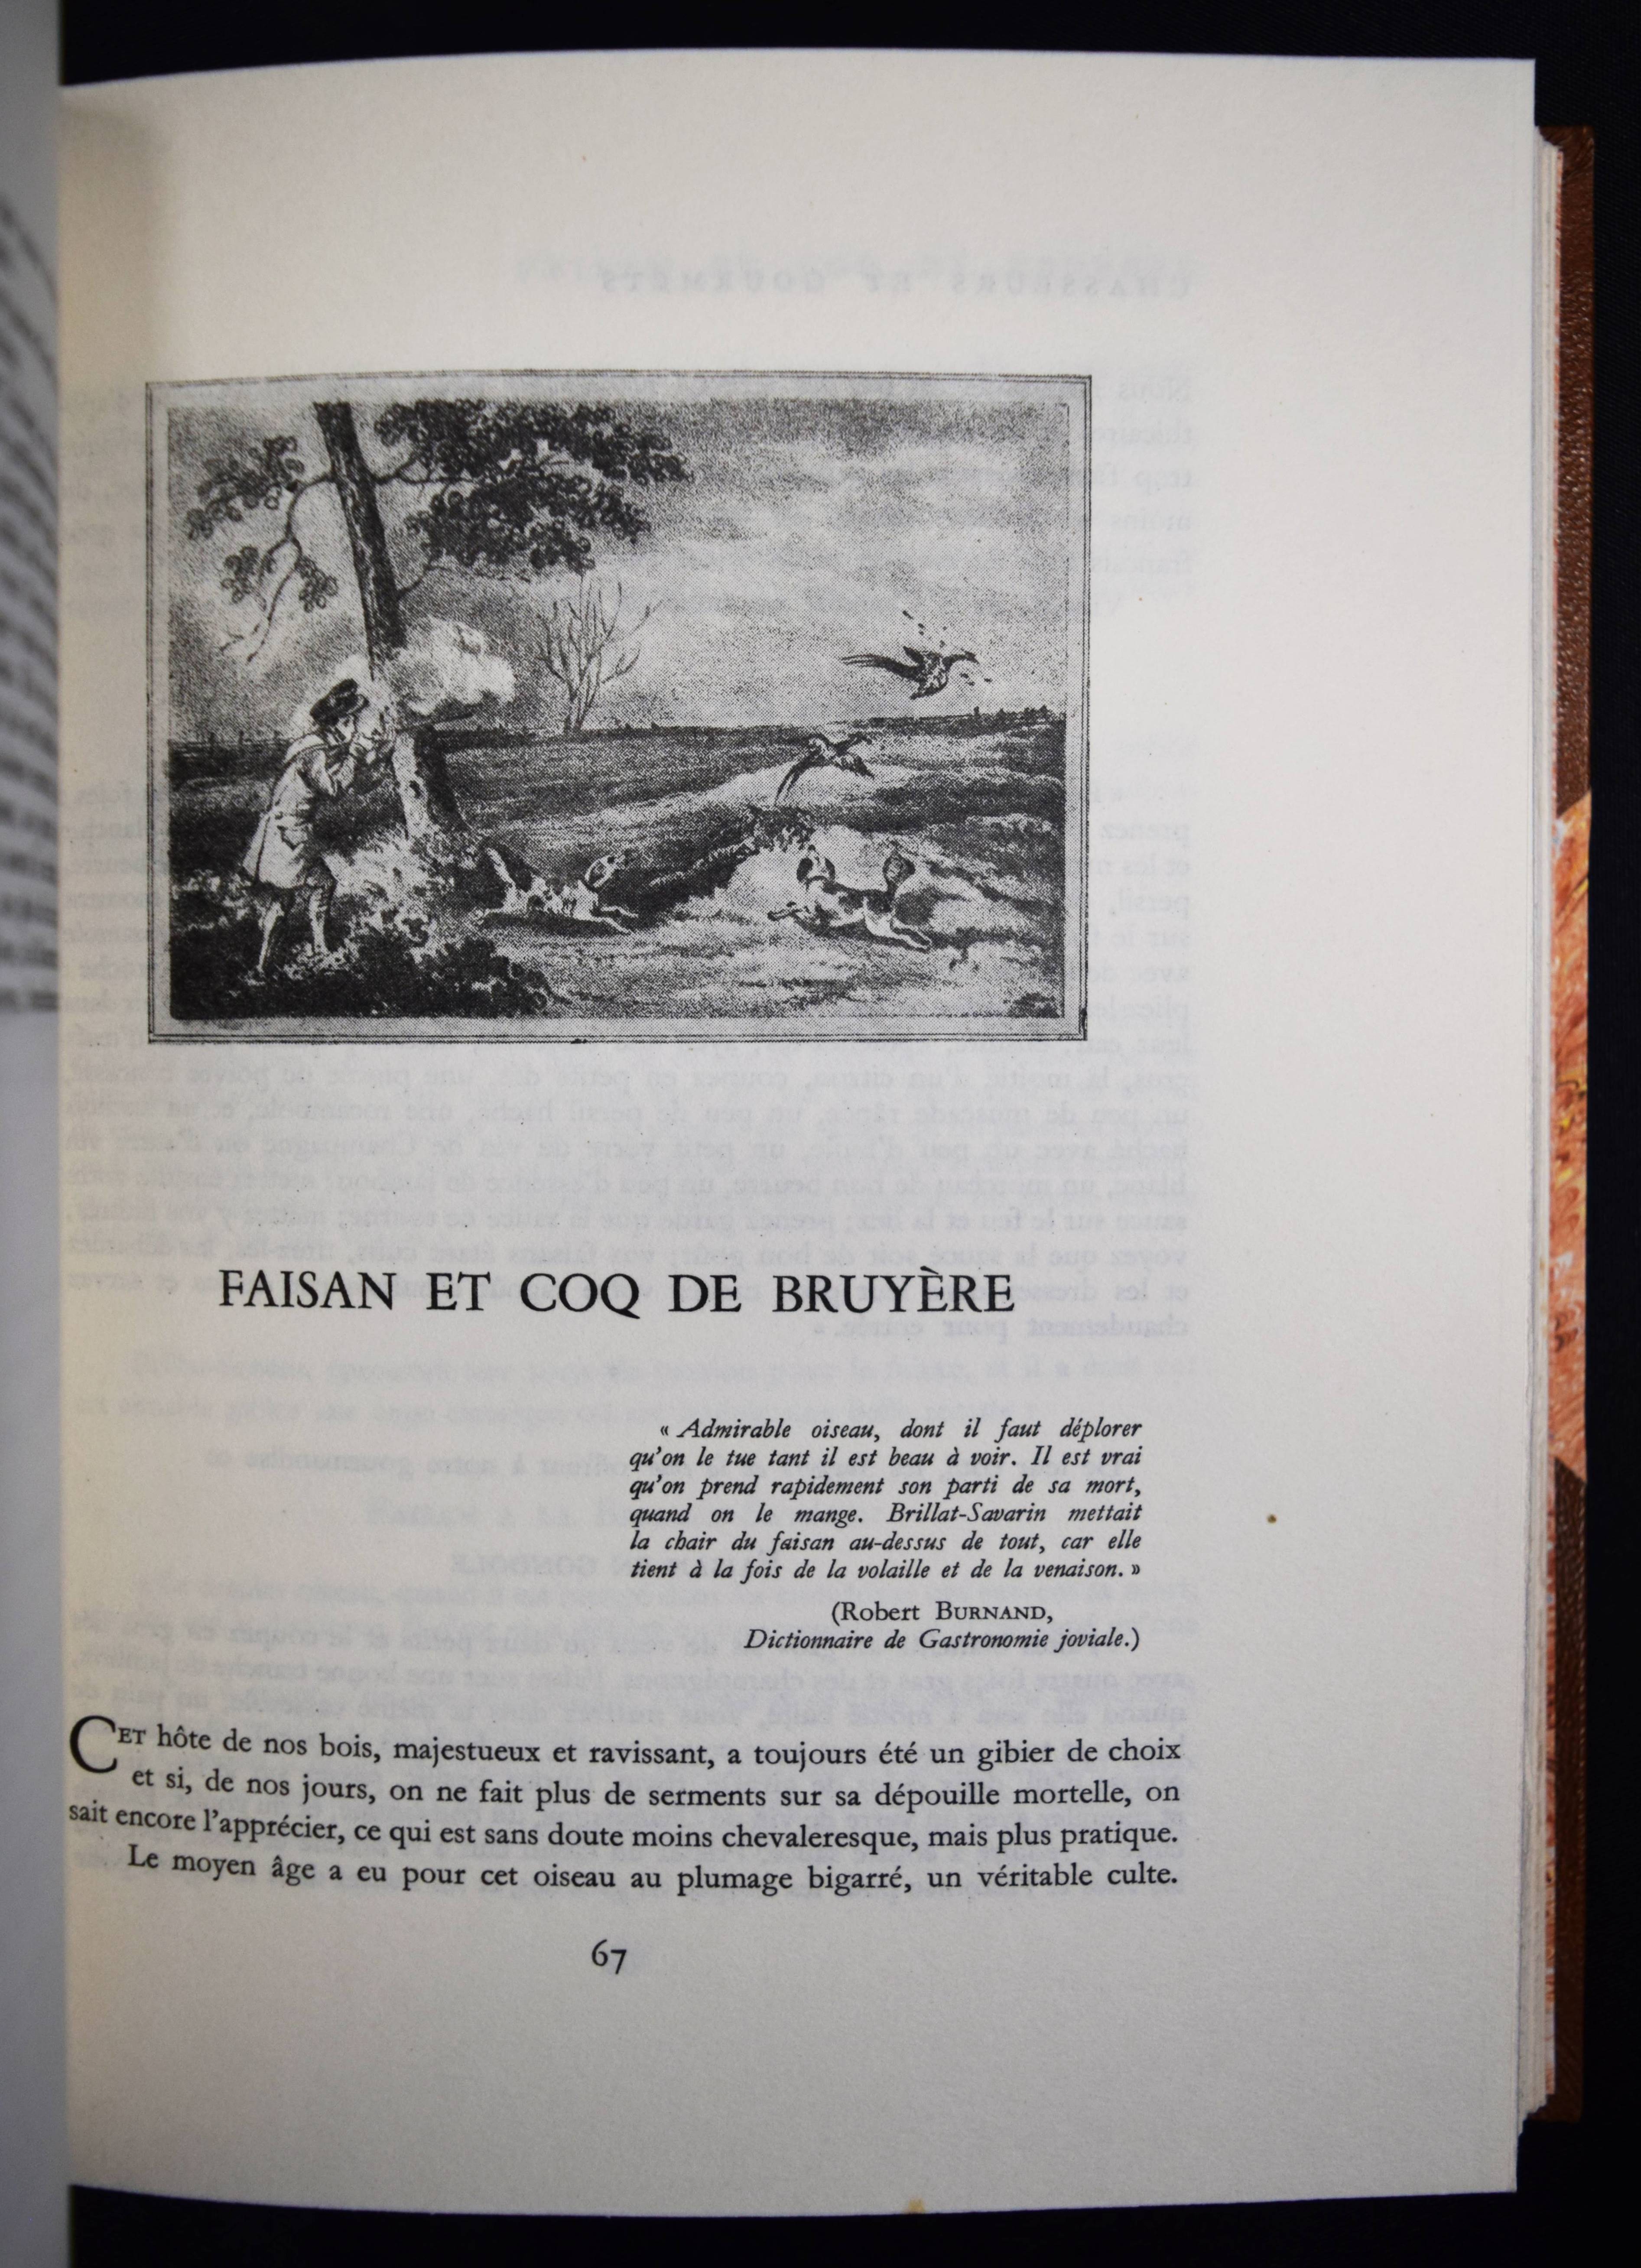 FAISAN ET COQ DE BRUYÈRE
« Admirable oiseau, dont il faut déplorer
qu'on le tue tant il est beau à voir. Il est vrai
qu'on prend rapidement son parti de sa mort,
quand on le mange. Brillat-Savarin mettait
la chair du faisan au-dessus de tout, car elle
tient à la fois de la volaille et de la venaison. »
(Robert BURNAND,
Dictionnaire de Gastronomie joviale.)
CET hôte de nos bois, majestueux et ravissant, a toujours été un gibier de choix
et si, de nos jours, on ne fait plus de serments sur sa dépouille mortelle, on
sait encore l'apprécier, ce qui est sans doute moins chevaleresque, mais plus pratique.
Le moyen âge a eu pour cet oiseau au plumage bigarré, un véritable culte.
67